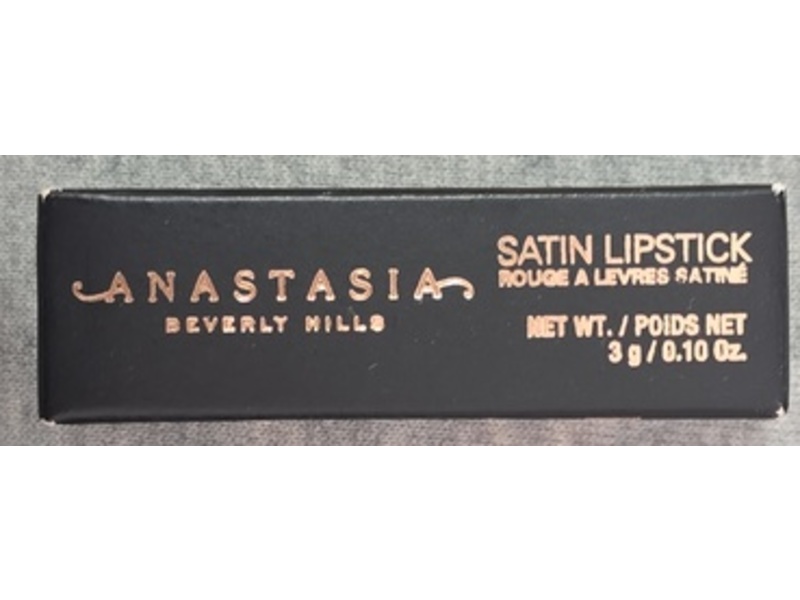 ANASTASIA
BEVERLY HILLS
SATIN LIPSTICK
ROUGE A LEVRES SATINÉ
NET WT. / POIDS NET
3 g / 0.10 Oz.